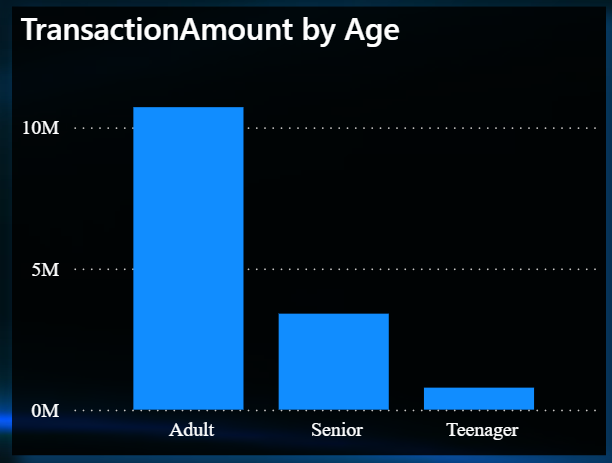 TransactionAmount by Age
10M
5M
0M
Adult Senior Teenager